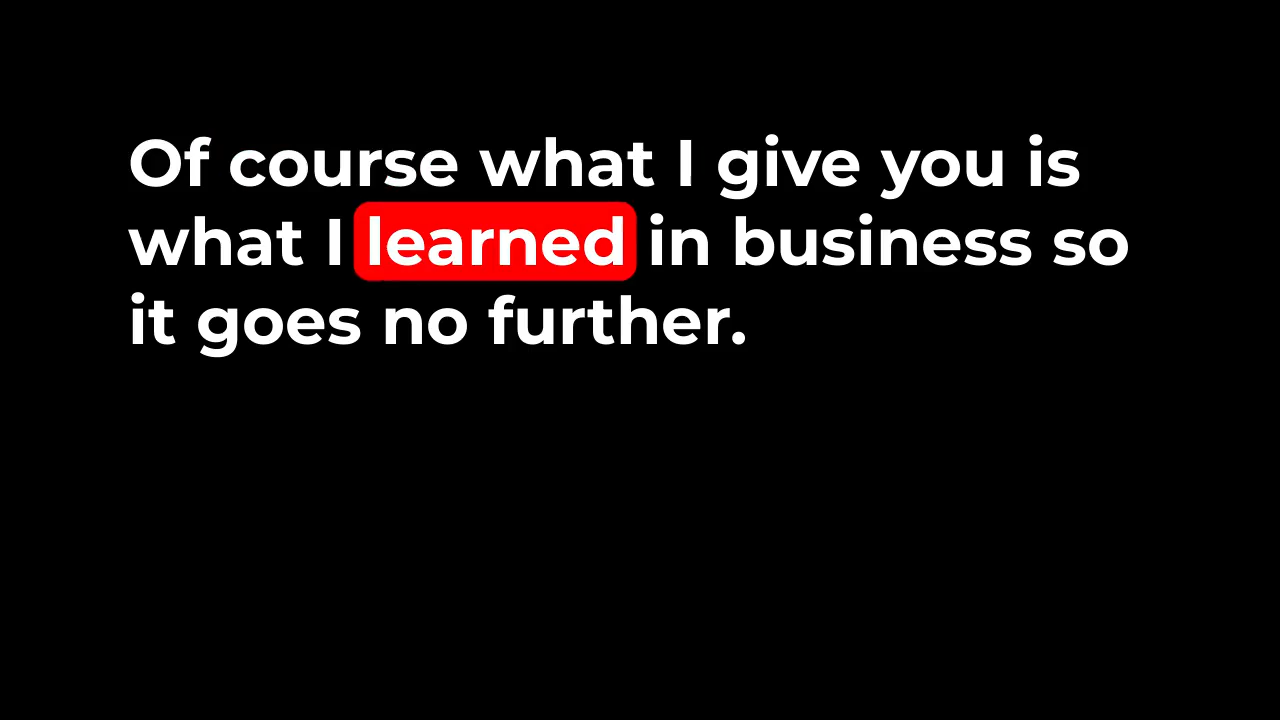 Of course what I give you is
what I learned in business so
it goes no further.